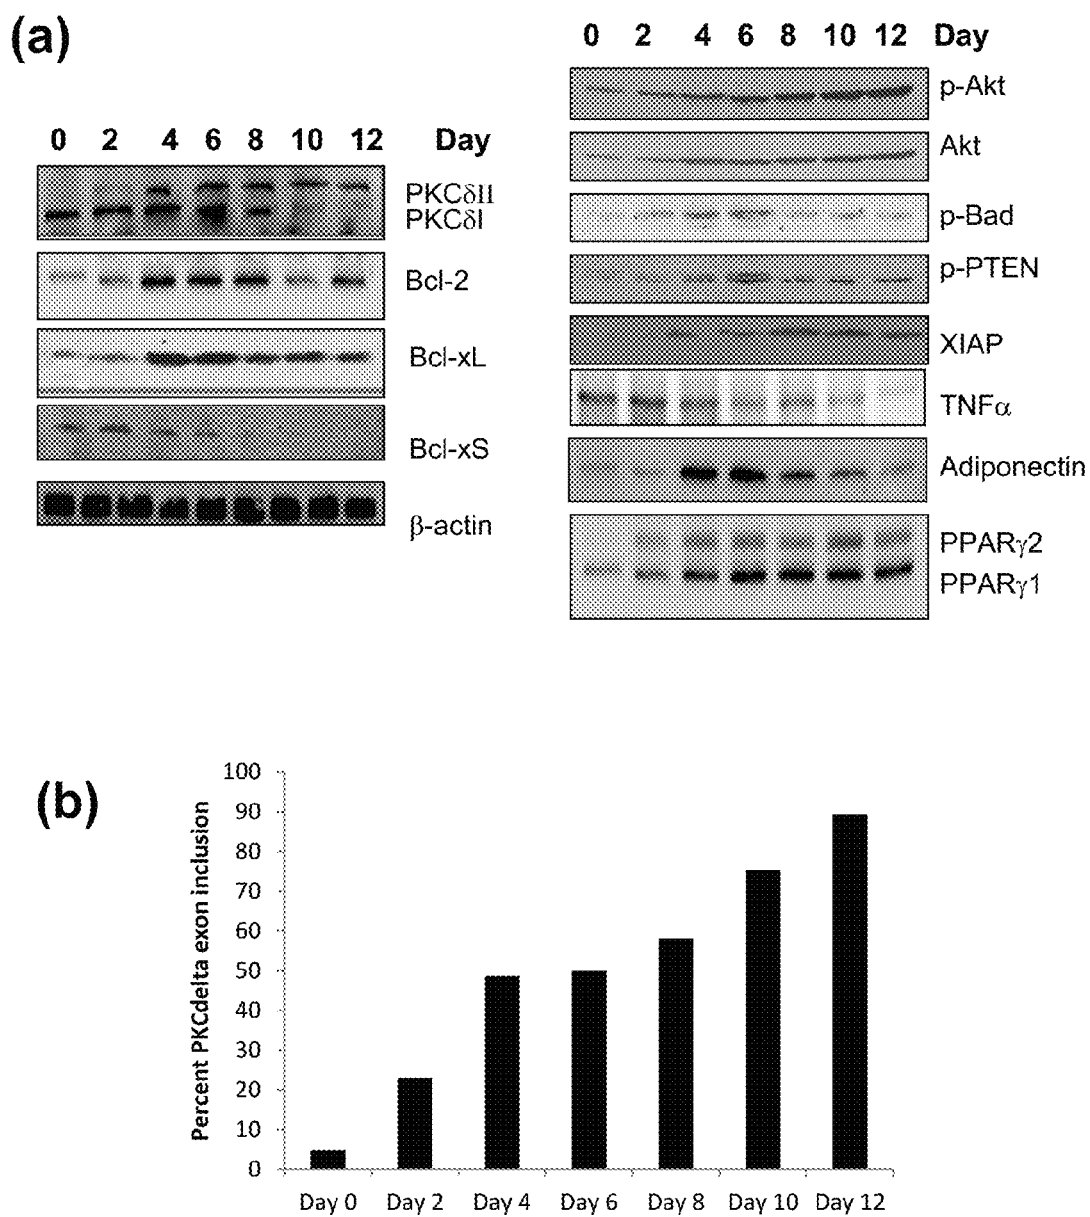 (a)
0 2 4 6 8 10 12 Day
PKCδII
PKCδI
Bcl-2
Bcl-xL
Bcl-xS
β-actin
0 2 4 6 8 10 12 Day
p-Akt
Akt
p-Bad
p-PTEN
XIAP
TNFα
Adiponectin
PPARγ2
PPARγ1
(b)
Percent PKCdelta exon inclusion
100
90
80
70
60
50
40
30
20
10
0
Day 0 Day 2 Day 4 Day 6 Day 8 Day 10 Day 12